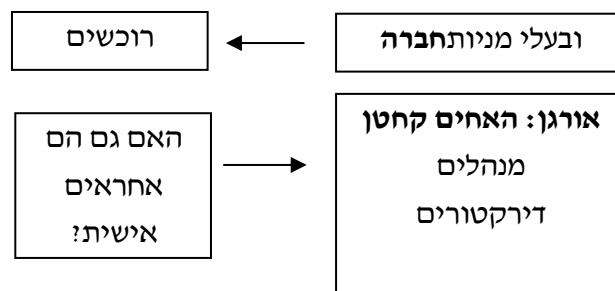 ובעלי מניותחברה
רוכשים
אורגן: האחים קחטן
מנהלים
דירקטורים
האם גם הם
אחראים
אישית?